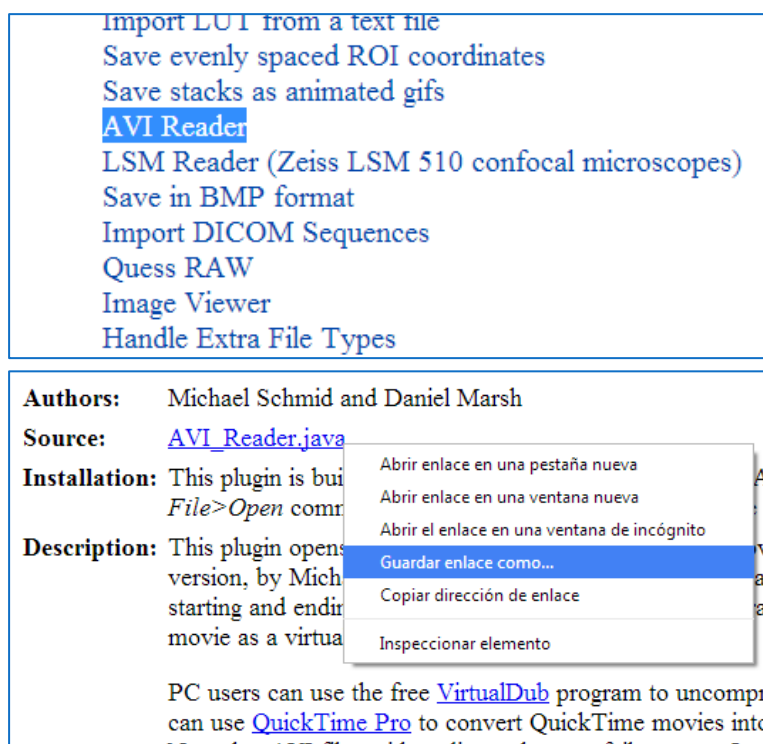 Import LUT from a text file
Save evenly spaced ROI coordinates
Save stacks as animated gifs
AVI Reader
LSM Reader (Zeiss LSM 510 confocal microscopes)
Save in BMP format
Import DICOM Sequences
Quess RAW
Image Viewer
Handle Extra File Types
Authors: Michael Schmid and Daniel Marsh
Source: AVI_Reader.java
Installation: This plugin is bui
File>Open comm
Description: This plugin opens
version, by Mich
starting and endin
movie as a virtua
Abrir enlace en una pestaña nueva
Abrir enlace en una ventana nueva
Abrir el enlace en una ventana de incógnito
Guardar enlace como...
Copiar dirección de enlace
Inspeccionar elemento
PC users can use the free VirtualDub program to uncompr
can use QuickTime Pro to convert QuickTime movies into